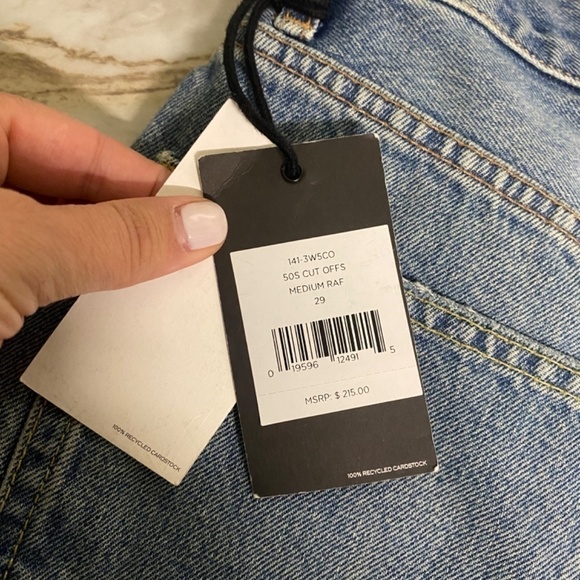 141-3W5CO
50S CUT OFFS
MEDIUM RAF
29
0 19596 12491 5
MSRP: $ 215.00
100% RECYCLED CARDSTOCK
100% RECYCLED CARDSTOCK